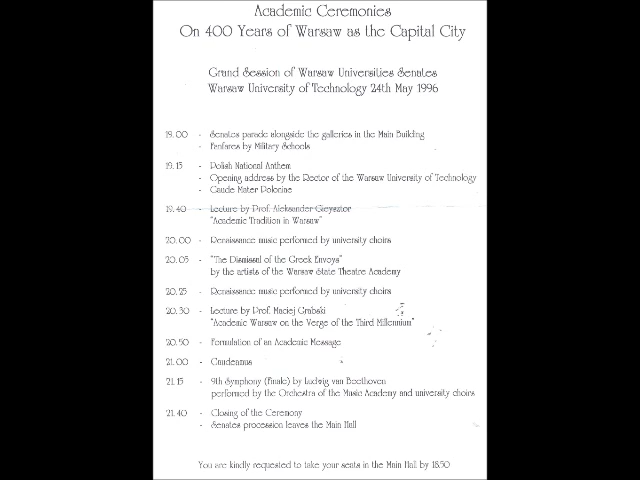 Academic Ceremonies
On 400 Years of Warsaw as the Capital City
Grand Session of Warsaw Universities Senates
Warsaw University of Technology 24th May 1996
19.00 - Senates parade alongside the galleries in the Main Building
- Fanfares by Military Schools
19.15 - Polish National Anthem
- Opening address by the Rector of the Warsaw University of Technology
- Gaude Mater Poloniae
19.40 - Lecture by Prof. Aleksander Gieysztor
"Academic Tradition in Warsaw"
20.00 - Renaissance music performed by university choirs
20.05 - "The Dismissal of the Greek Envoys"
by the artists of the Warsaw State Theatre Academy
20.25 - Renaissance music performed by university choirs
20.30 - Lecture by Prof. Maciej Grabski
"Academic Warsaw on the Verge of the Third Millennium"
20.50 - Formulation of an Academic Message
21.00 - Gaudeamus
21.15 - 9th Symphony (Finale) by Ludwig van Beethoven
performed by the Orchestra of the Music Academy and university choirs
21.40 - Closing of the Ceremony
- Senates procession leaves the Main Hall
You are kindly requested to take your seats in the Main Hall by 18.50